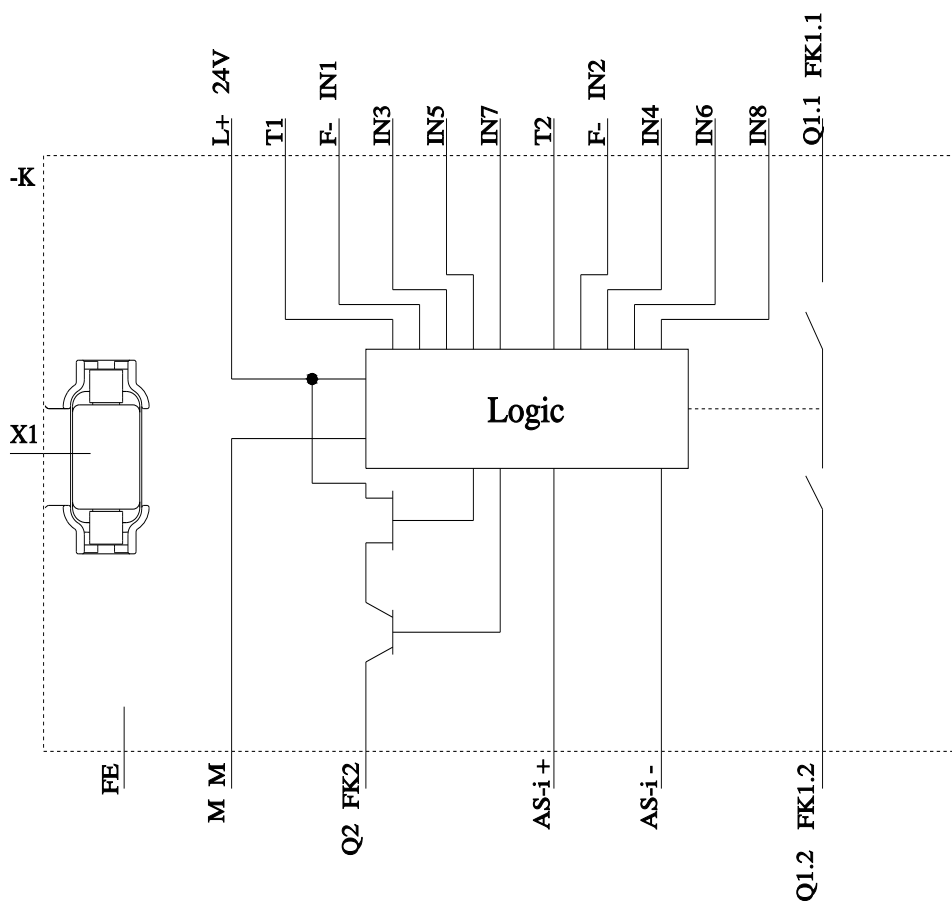 L+ 24V
T1
F- IN1
IN3
IN5
IN7
T2
F- IN2
IN4
IN6
IN8
Q1.1 FK1.1
-K
Logic
X1
FE
M M
Q2 FK2
AS-i +
AS-i -
Q1.2 FK1.2